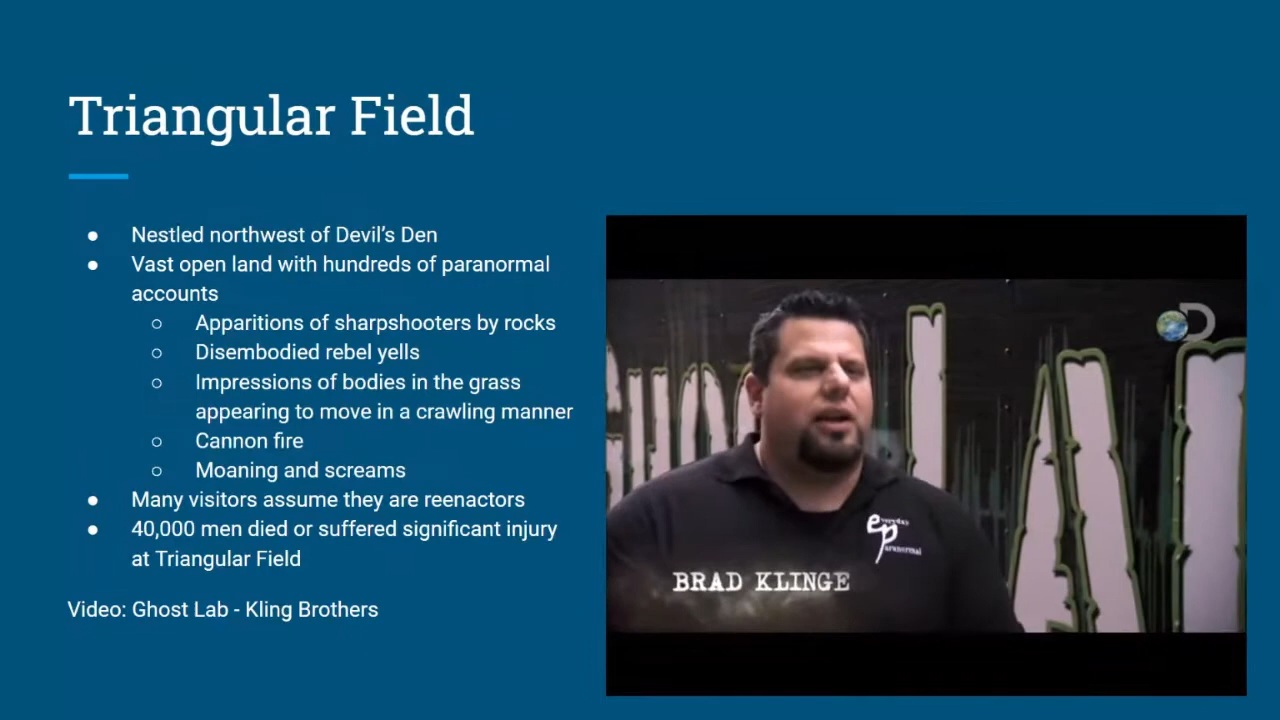 Triangular Field
● Nestled northwest of Devil's Den
● Vast open land with hundreds of paranormal
accounts
○ Apparitions of sharpshooters by rocks
○ Disembodied rebel yells
○ Impressions of bodies in the grass
appearing to move in a crawling manner
○ Cannon fire
○ Moaning and screams
● Many visitors assume they are reenactors
● 40,000 men died or suffered significant injury
at Triangular Field
Video: Ghost Lab - Kling Brothers
D
everyday
paranormal
BRAD KLINGE